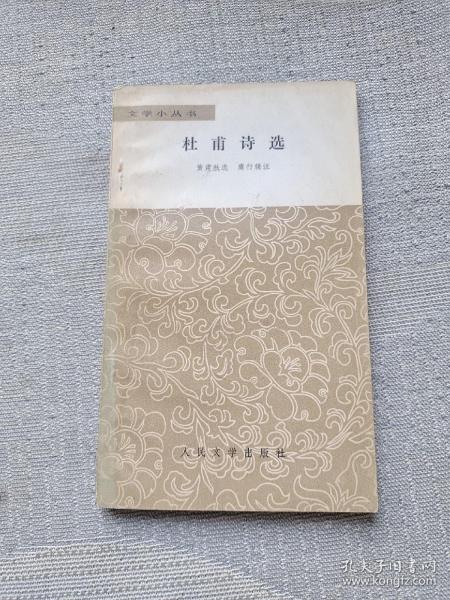 文学小丛书
杜甫诗选
黄肃秋选 虞行辑注
人民文学出版社
孔夫子旧书网
www.kongfz.com